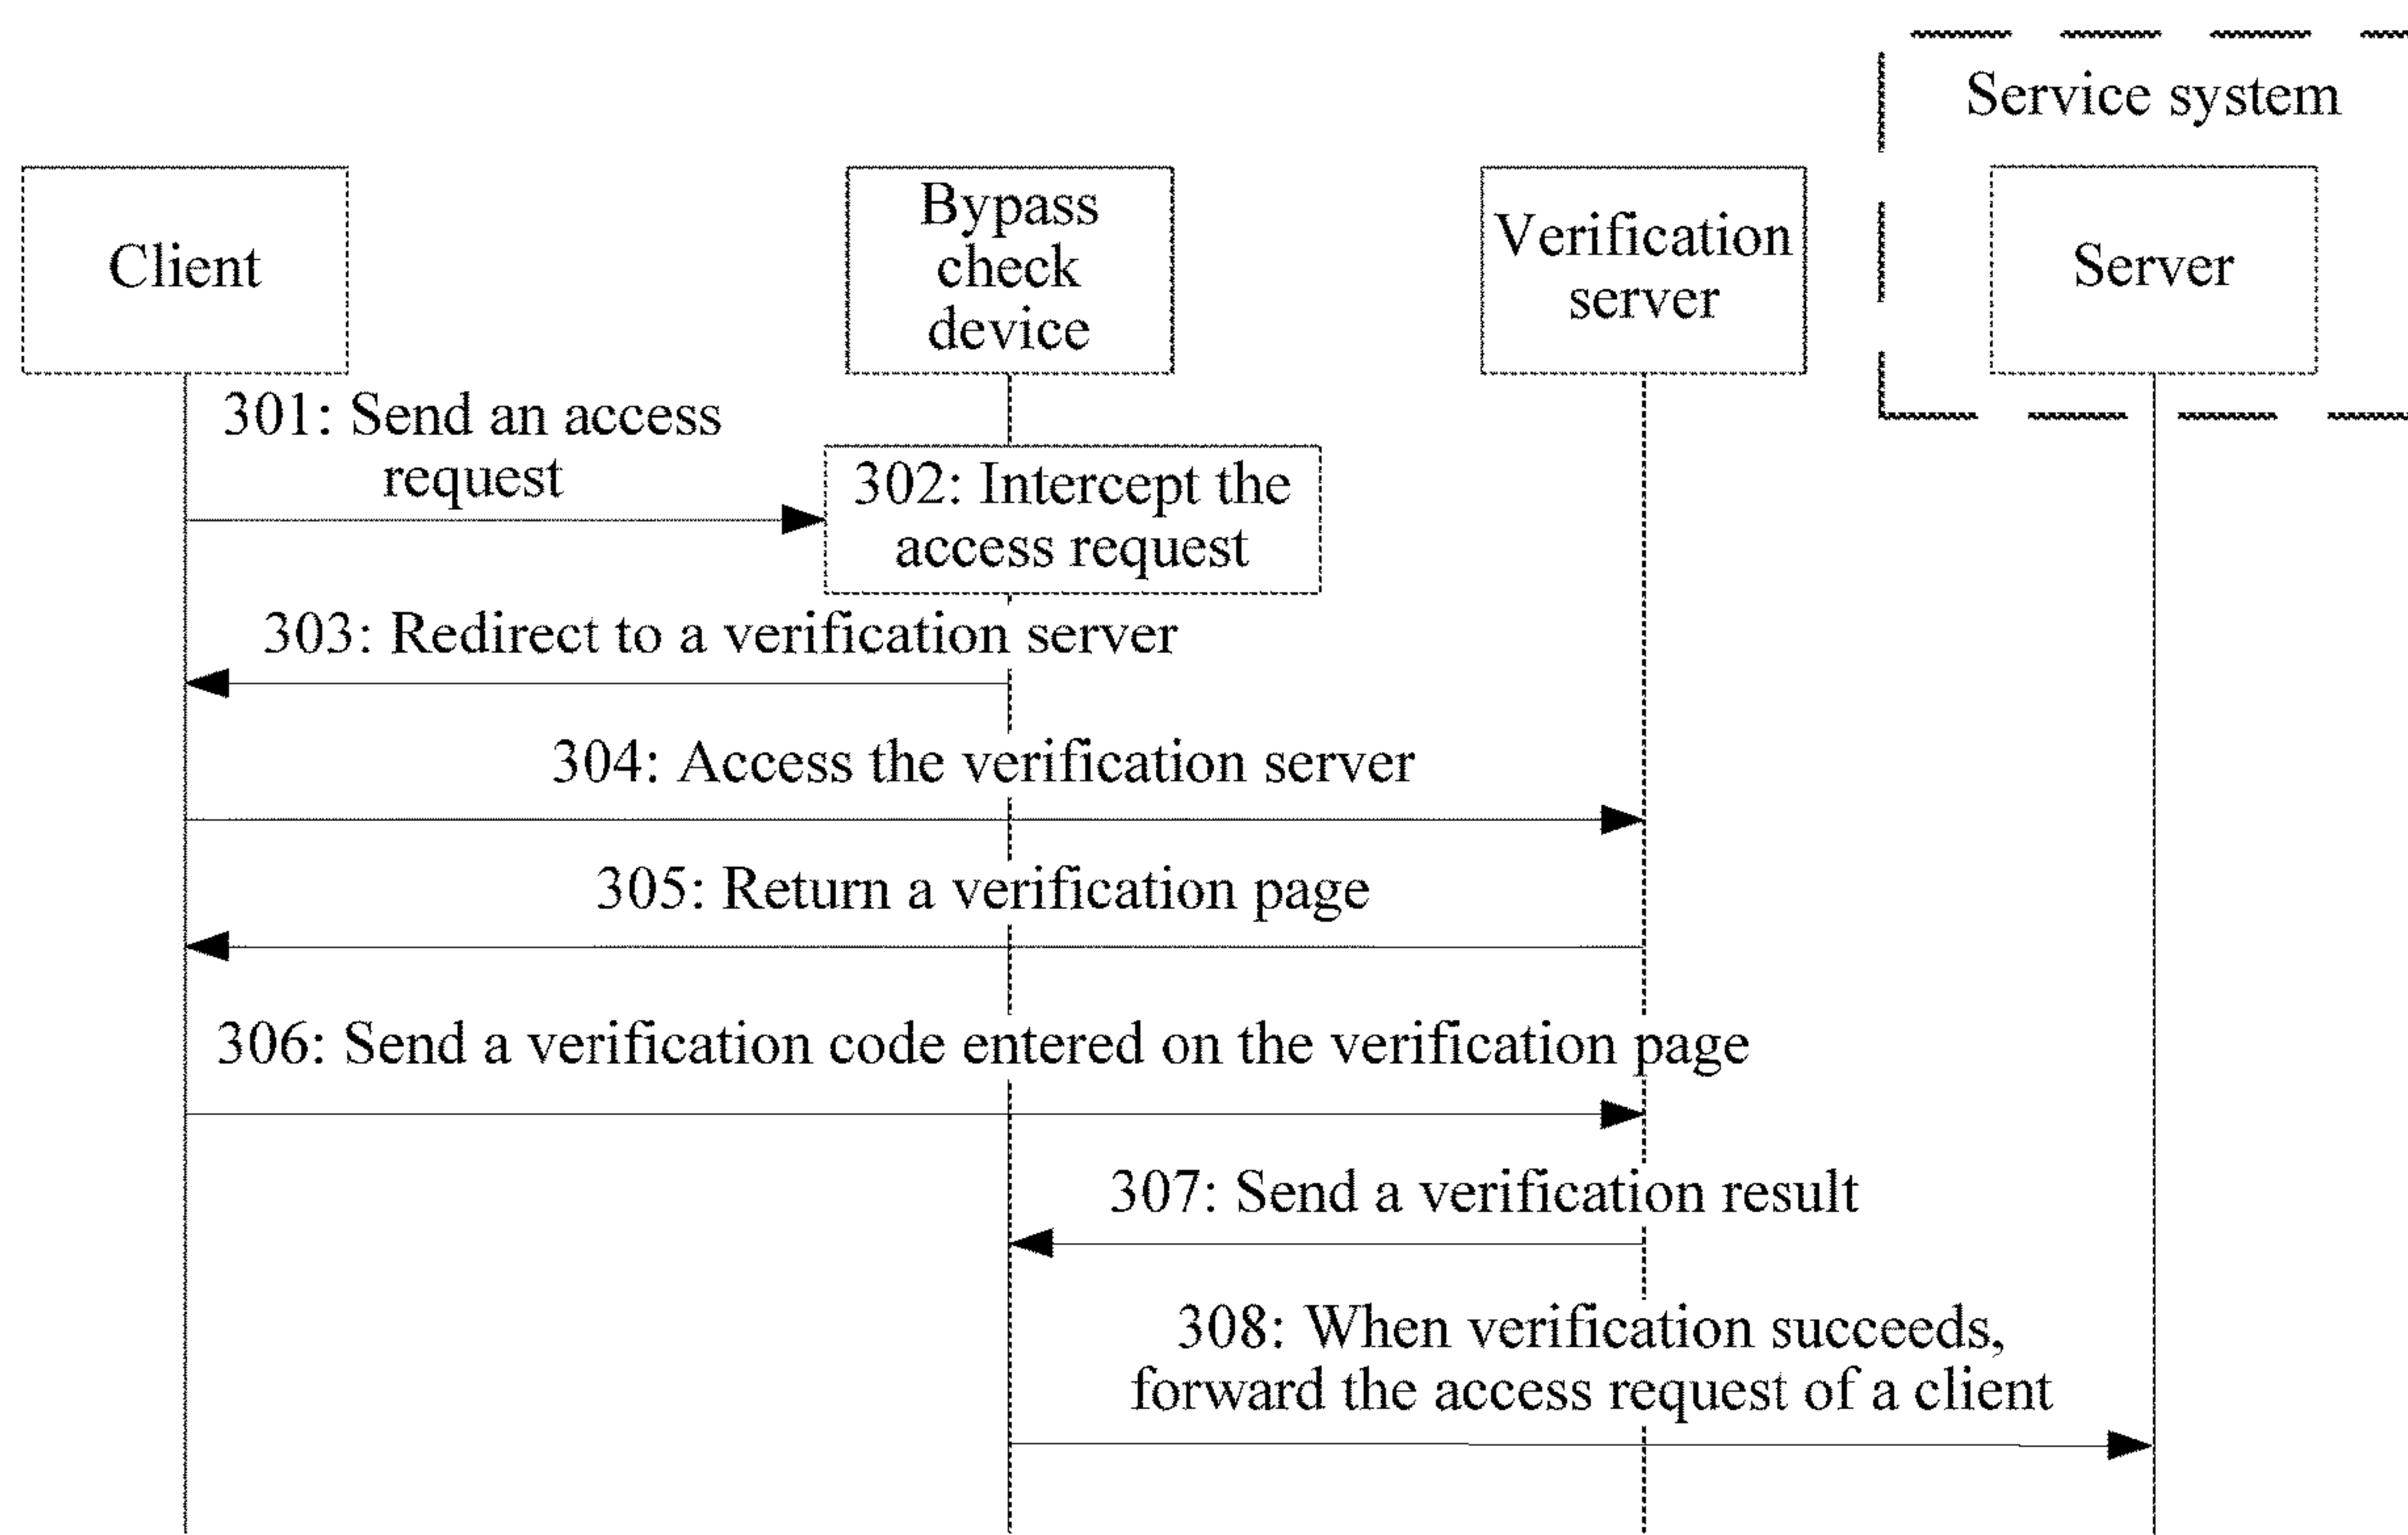 Service system
Client
Bypass
check
device
Verification
server
Server
301: Send an access
request
302: Intercept the
access request
303: Redirect to a verification server
304: Access the verification server
305: Return a verification page
306: Send a verification code entered on the verification page
307: Send a verification result
308: When verification succeeds,
forward the access request of a client